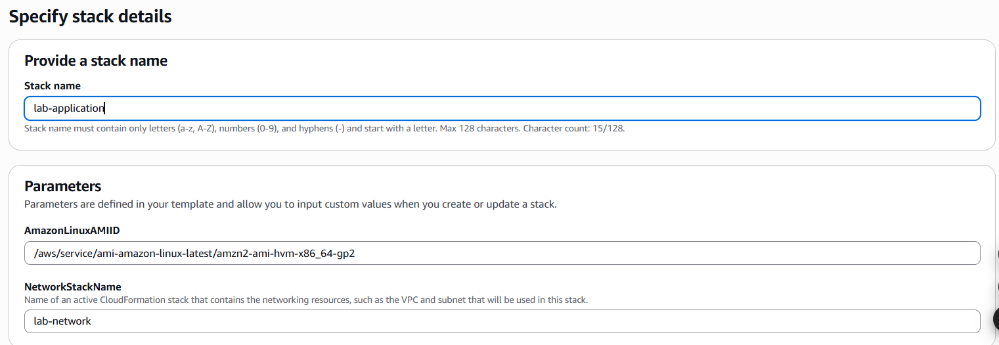 Specify stack details
Provide a stack name
Stack name
lab-application
Stack name must contain only letters (a-z, A-Z), numbers (0-9), and hyphens (-) and start with a letter. Max 128 characters. Character count: 15/128.
Parameters
Parameters are defined in your template and allow you to input custom values when you create or update a stack.
AmazonLinuxAMIID
/aws/service/ami-amazon-linux-latest/amzn2-ami-hvm-x86_64-gp2
NetworkStackName
Name of an active CloudFormation stack that contains the networking resources, such as the VPC and subnet that will be used in this stack.
lab-network